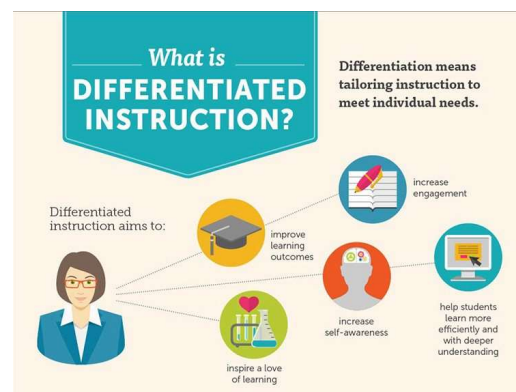 What is
DIFFERENTIATED
INSTRUCTION?
Differentiation means
tailoring instruction to
meet individual needs.
Differentiated
instruction aims to:
improve
learning
outcomes
increase
engagement
inspire a love
of learning
increase
self-awareness
help students
learn more
efficiently and
with deeper
understanding